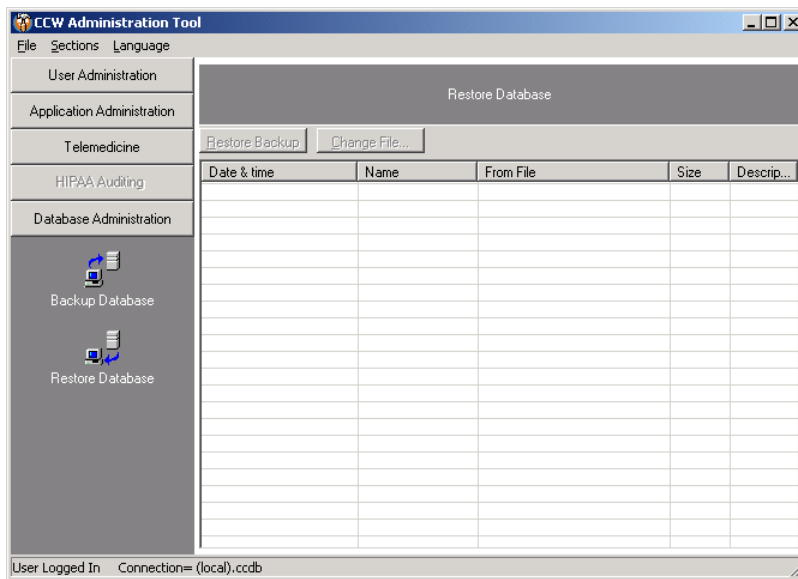 CCW Administration Tool
File Sections Language
User Administration
Application Administration
Telemedicine
HIPAA Auditing
Database Administration
Backup Database
Restore Database
Restore Database
Restore Backup Change File...
Date & time Name From File Size Descrip...
User Logged In Connection= (local).ccdb